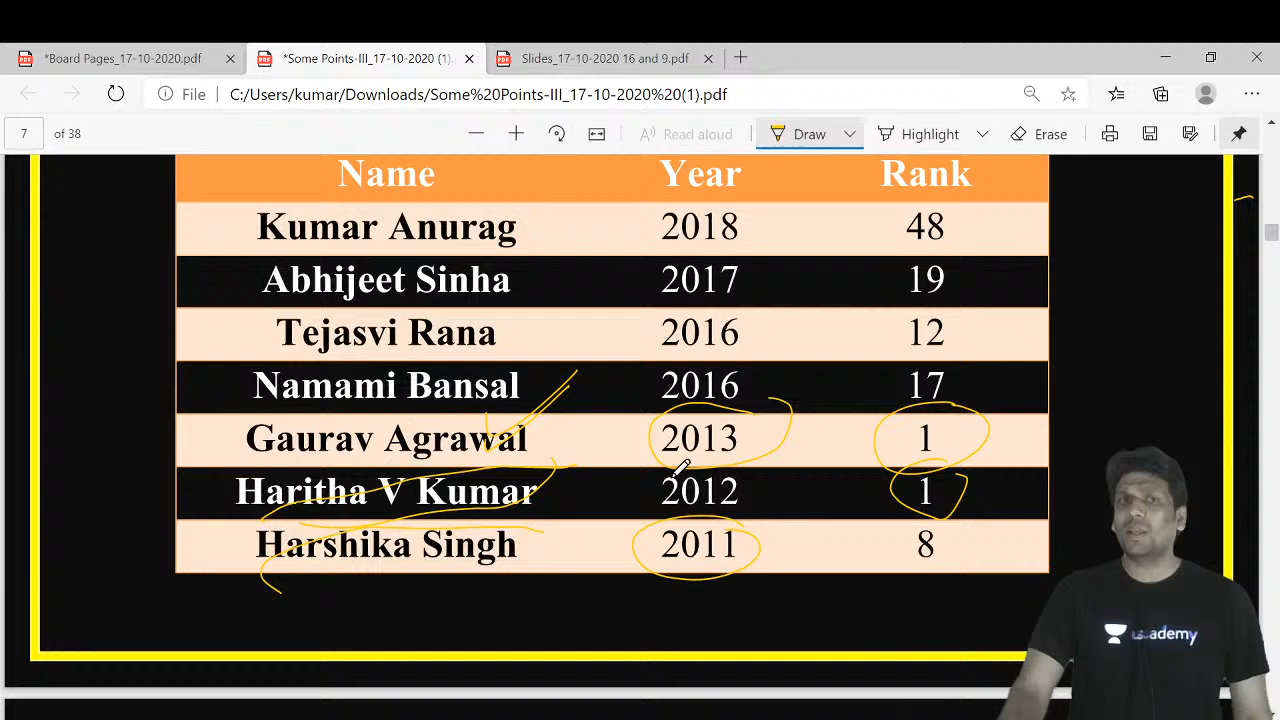 *Board Pages_17-10-2020.pdf
*Some Points-III_17-10-2020 (1).
Slides_17-10-2020 16 and 9.pdf
File C:/Users/kumar/Downloads/Some%20Points-III_17-10-2020%20(1).pdf
7 of 38 Read aloud Draw Highlight Erase
Name Year Rank
Kumar Anurag 2018 48
Abhijeet Sinha 2017 19
Tejasvi Rana 2016 12
Namami Bansal 2016 17
Gaurav Agrawal 2013 1
Haritha V Kumar 2012 1
Harshika Singh 2011 8